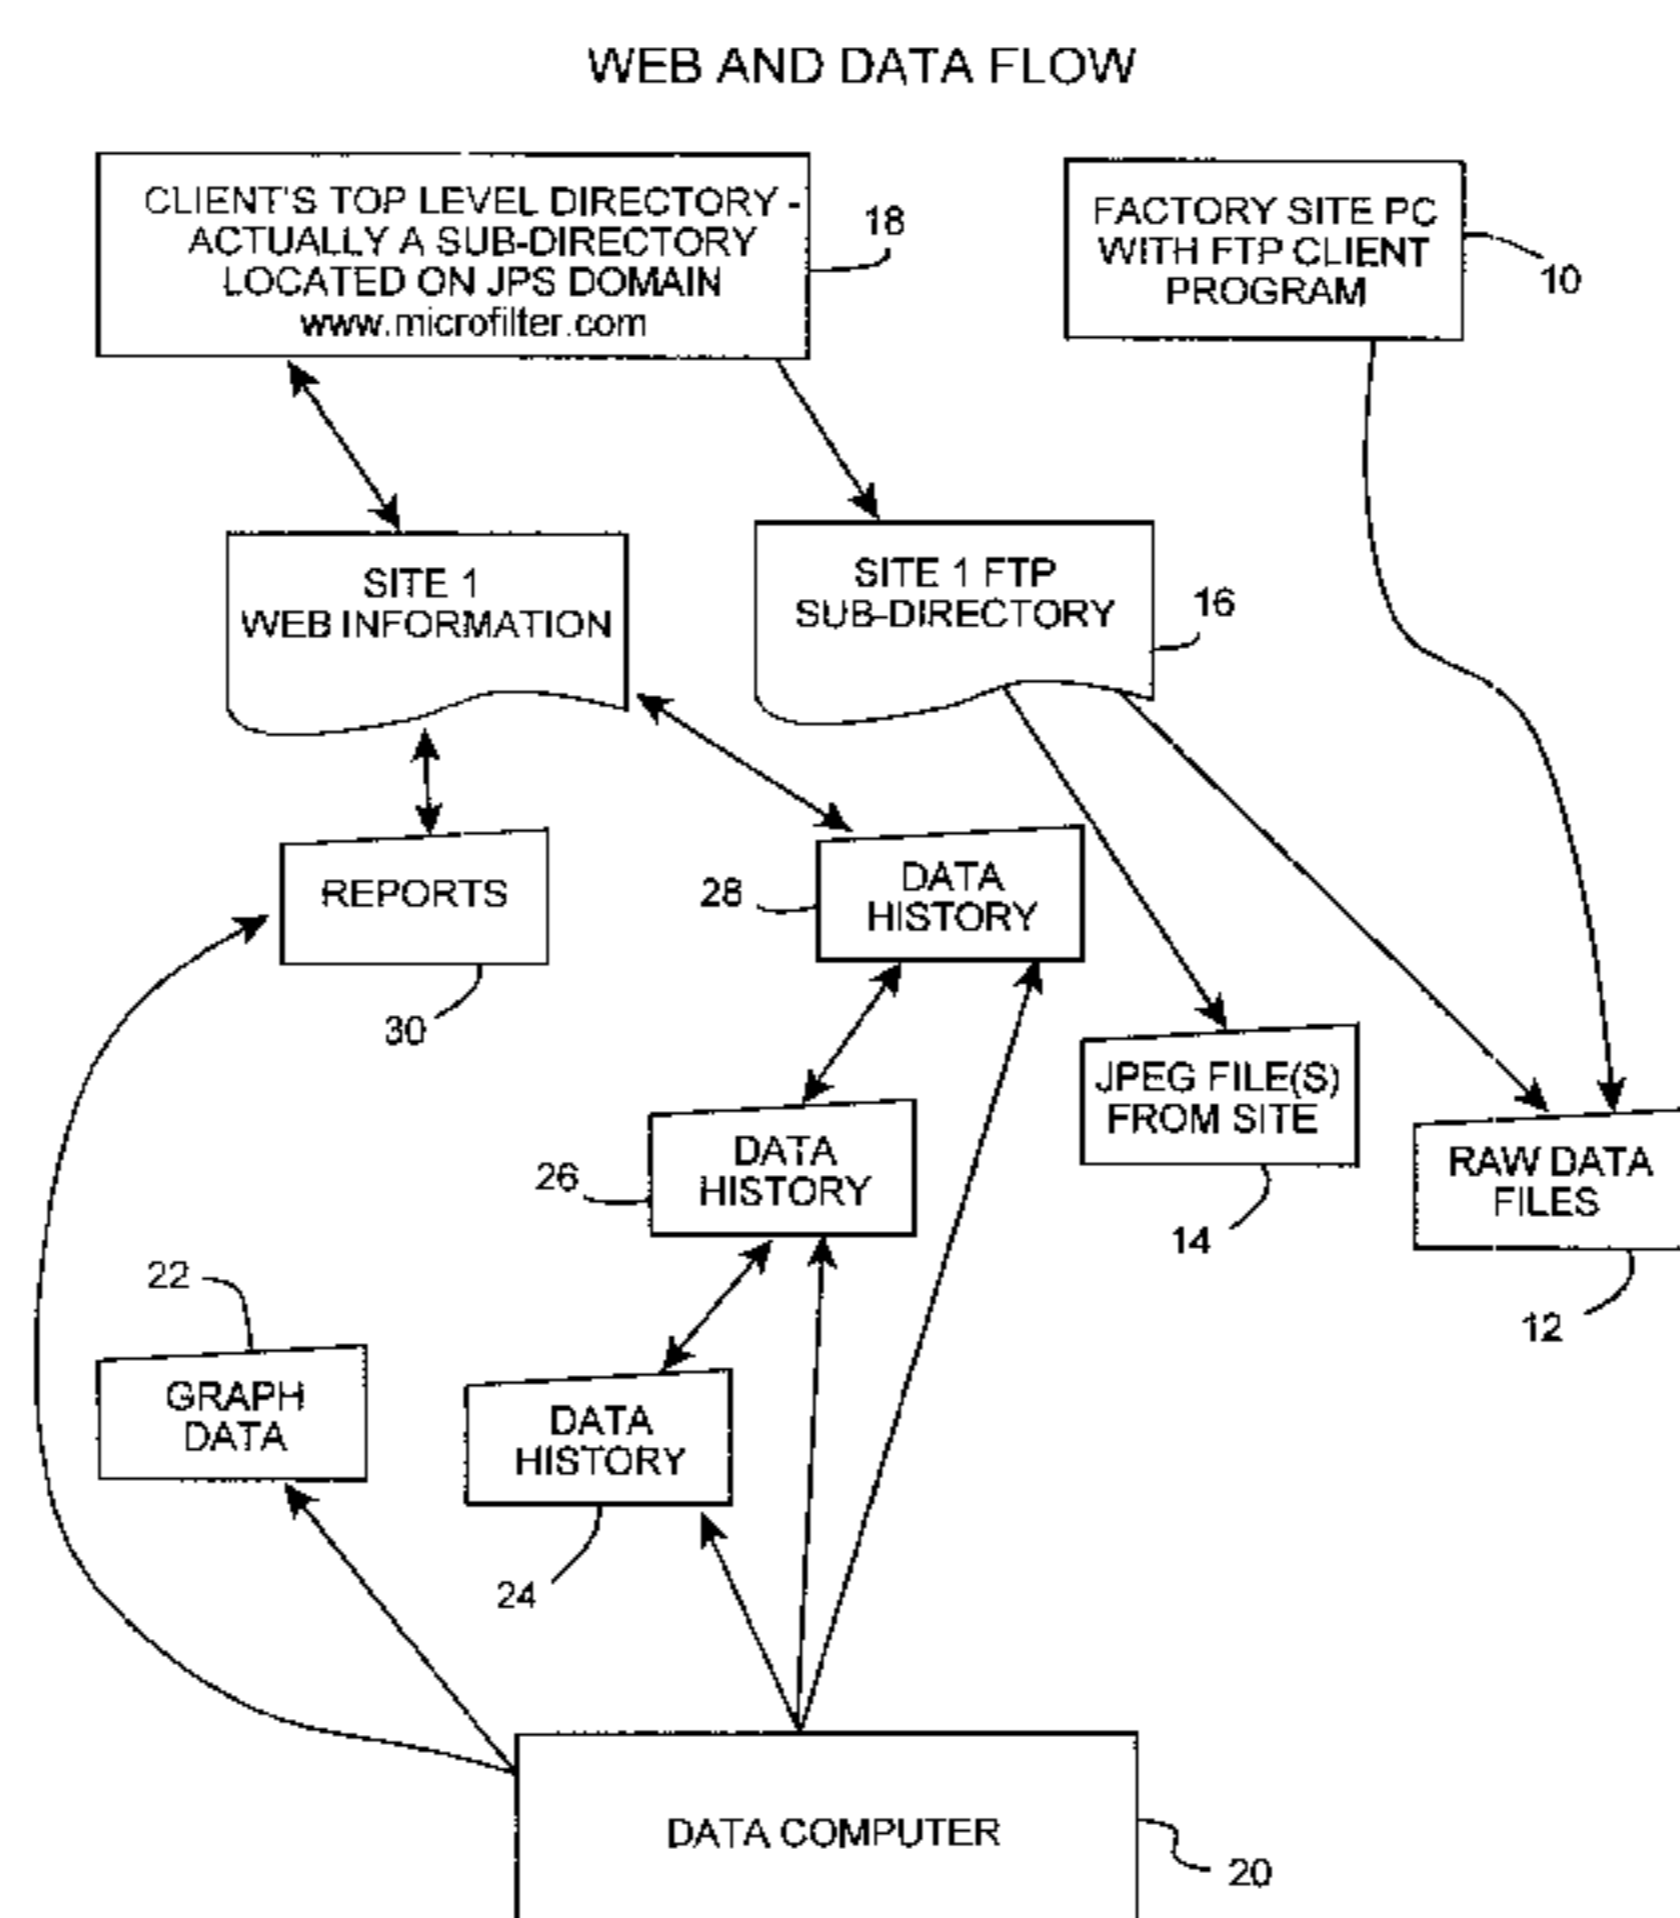 WEB AND DATA FLOW
CLIENT'S TOP LEVEL DIRECTORY -
ACTUALLY A SUB-DIRECTORY
LOCATED ON JPS DOMAIN
www.microfilter.com
18
FACTORY SITE PC
WITH FTP CLIENT
PROGRAM
10
SITE 1
WEB INFORMATION
SITE 1 FTP
SUB-DIRECTORY
16
REPORTS
30
28
DATA
HISTORY
JPEG FILE(S)
FROM SITE
14
RAW DATA
FILES
12
26
DATA
HISTORY
22
GRAPH
DATA
DATA
HISTORY
24
DATA COMPUTER
20